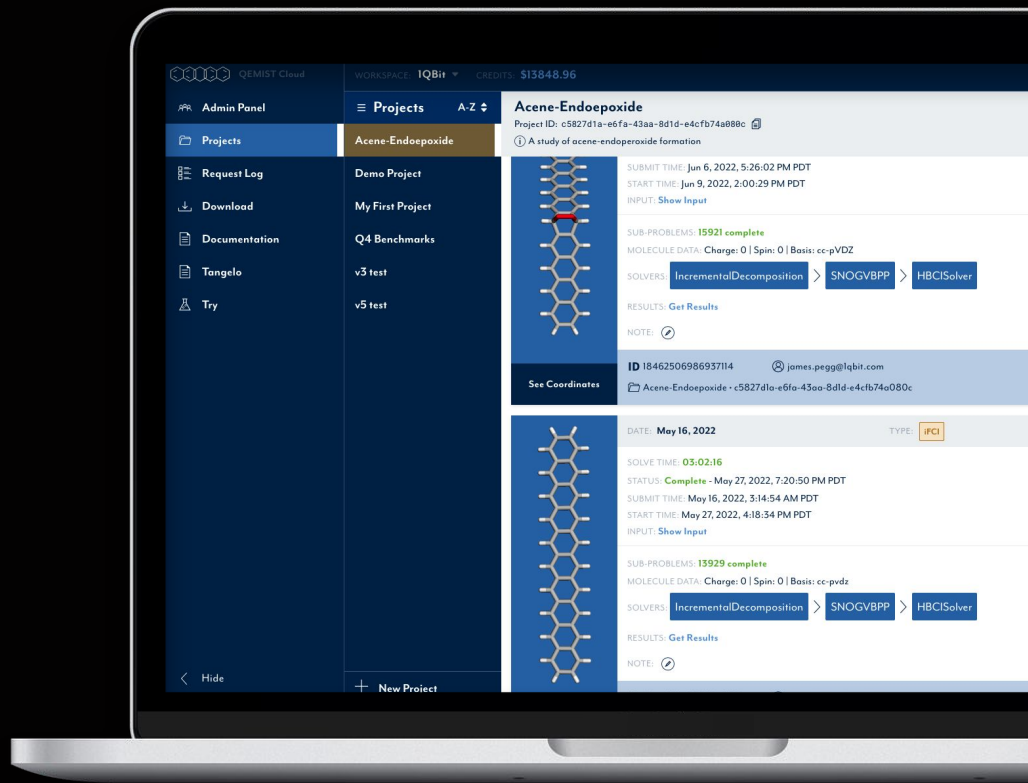 QEMIST Cloud
WORKSPACE: 1QBit CREDITS: $13848.96
Admin Panel
Projects
Request Log
Download
Documentation
Tangelo
Try
Hide
Projects A-Z
Acene-Endoepoxide
Demo Project
My First Project
Q4 Benchmarks
v3 test
v5 test
New Project
Acene-Endoepoxide
Project ID: c5827d1a-e6fa-43aa-8d1d-e4cfb74a080c
A study of acene-endoperoxide formation
SUBMIT TIME: Jun 6, 2022, 5:26:02 PM PDT
START TIME: Jun 9, 2022, 2:00:29 PM PDT
INPUT: Show Input
SUB-PROBLEMS: 15921 complete
MOLECULE DATA: Charge: 0 | Spin: 0 | Basis: cc-pVDZ
SOLVERS: IncrementalDecomposition > SNOGVBPP > HBCISolver
RESULTS: Get Results
NOTE:
See Coordinates
ID 18462506986937114 james.pegg@1qbit.com
Acene-Endoepoxide • c5827d1a-e6fa-43aa-8d1d-e4cfb74a080c
DATE: May 16, 2022 TYPE: iFCI
SOLVE TIME: 03:02:16
STATUS: Complete - May 27, 2022, 7:20:50 PM PDT
SUBMIT TIME: May 16, 2022, 3:14:54 AM PDT
START TIME: May 27, 2022, 4:18:34 PM PDT
INPUT: Show Input
SUB-PROBLEMS: 13929 complete
MOLECULE DATA: Charge: 0 | Spin: 0 | Basis: cc-pvdz
SOLVERS: IncrementalDecomposition > SNOGVBPP > HBCISolver
RESULTS: Get Results
NOTE: